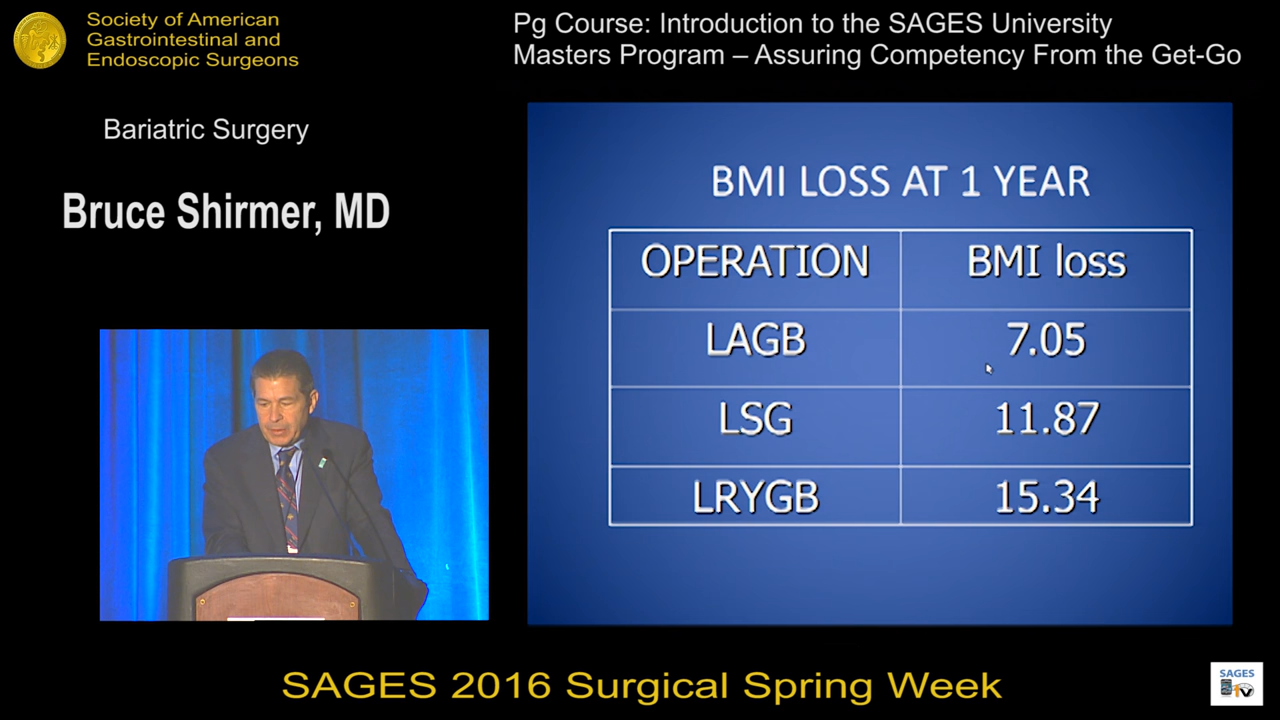 Society of American
Gastrointestinal and
Endoscopic Surgeons
Pg Course: Introduction to the SAGES University
Masters Program – Assuring Competency From the Get-Go
Bariatric Surgery
Bruce Shirmer, MD
BMI LOSS AT 1 YEAR
OPERATION BMI loss
LAGB 7.05
LSG 11.87
LRYGB 15.34
SAGES 2016 Surgical Spring Week
SAGES
TV